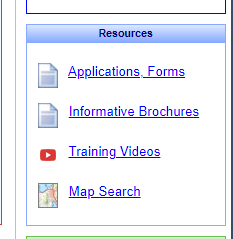 Resources
Applications, Forms
Informative Brochures
Training Videos
Map Search